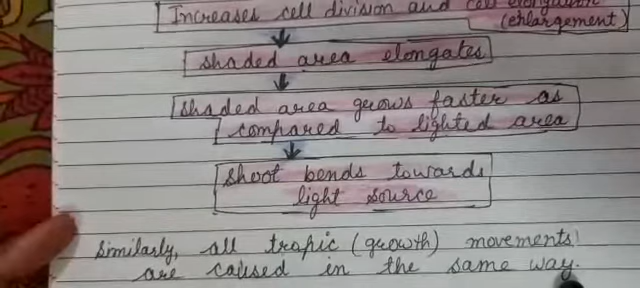 Increases cell division and cell elongation
(enlargement)
shaded area elongates
shaded area grows faster as
compared to lighted area
shoot bends towards
light source
similarly, all tropic (growth) movements
are caused in the same way.